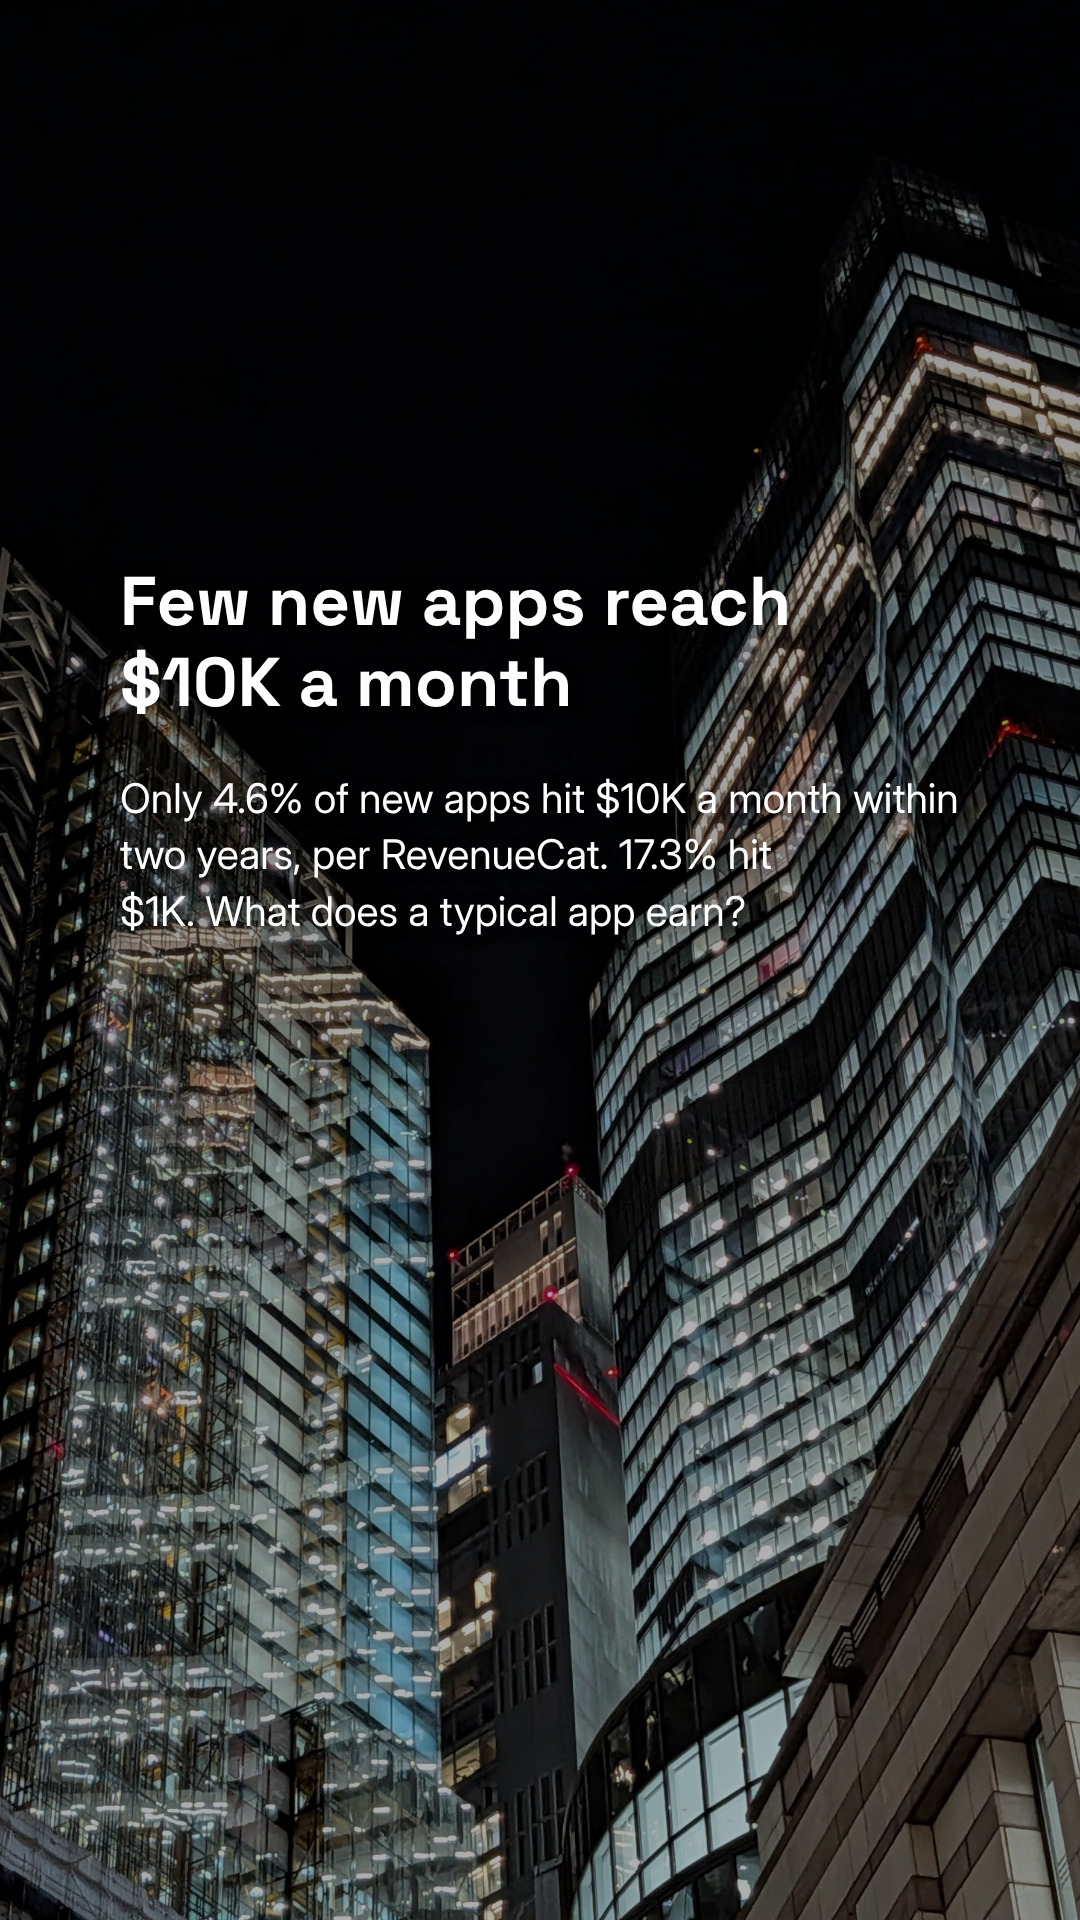 Few new apps reach
$10K a month
Only 4.6% of new apps hit $10K a month within
two years, per RevenueCat. 17.3% hit
$1K. What does a typical app earn?